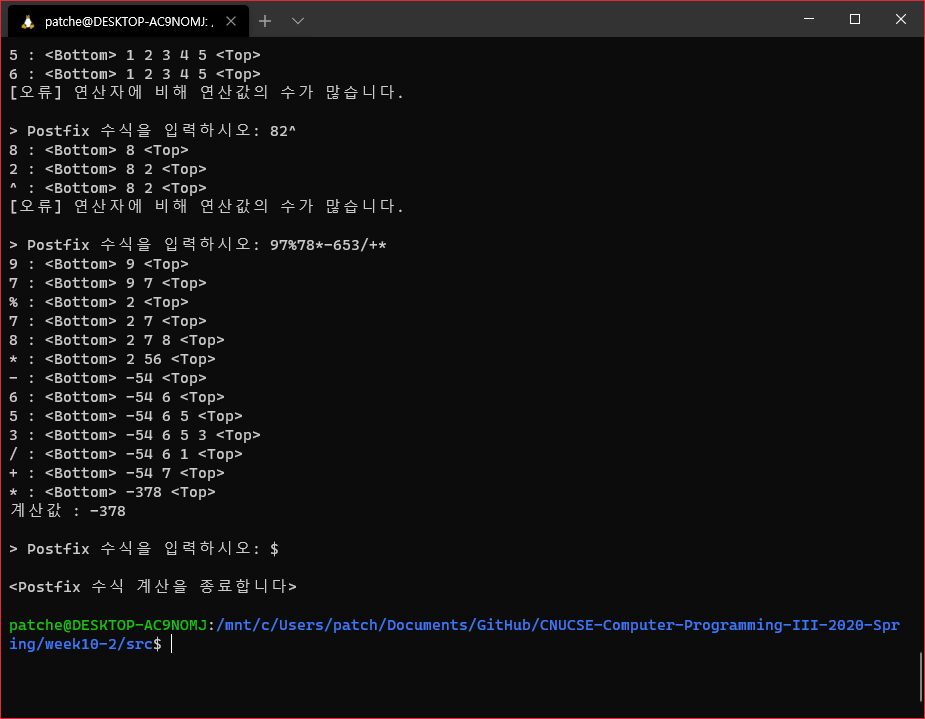 patche@DESKTOP-AC9NOMJ: ,
5 : <Bottom> 1 2 3 4 5 <Top>
6 : <Bottom> 1 2 3 4 5 <Top>
[오류] 연산자에 비해 연산값의 수가 많습니다.
> Postfix 수식을 입력하시오: 82^
8 : <Bottom> 8 <Top>
2 : <Bottom> 8 2 <Top>
^ : <Bottom> 8 2 <Top>
[오류] 연산자에 비해 연산값의 수가 많습니다.
> Postfix 수식을 입력하시오: 97%78*-653/+*
9 : <Bottom> 9 <Top>
7 : <Bottom> 9 7 <Top>
% : <Bottom> 2 <Top>
7 : <Bottom> 2 7 <Top>
8 : <Bottom> 2 7 8 <Top>
* : <Bottom> 2 56 <Top>
- : <Bottom> -54 <Top>
6 : <Bottom> -54 6 <Top>
5 : <Bottom> -54 6 5 <Top>
3 : <Bottom> -54 6 5 3 <Top>
/ : <Bottom> -54 6 1 <Top>
+ : <Bottom> -54 7 <Top>
* : <Bottom> -378 <Top>
계산값 : -378
> Postfix 수식을 입력하시오: $
<Postfix 수식 계산을 종료합니다>
patche@DESKTOP-AC9NOMJ:/mnt/c/Users/patch/Documents/GitHub/CNUCSE-Computer-Programming-III-2020-Spr
ing/week10-2/src$